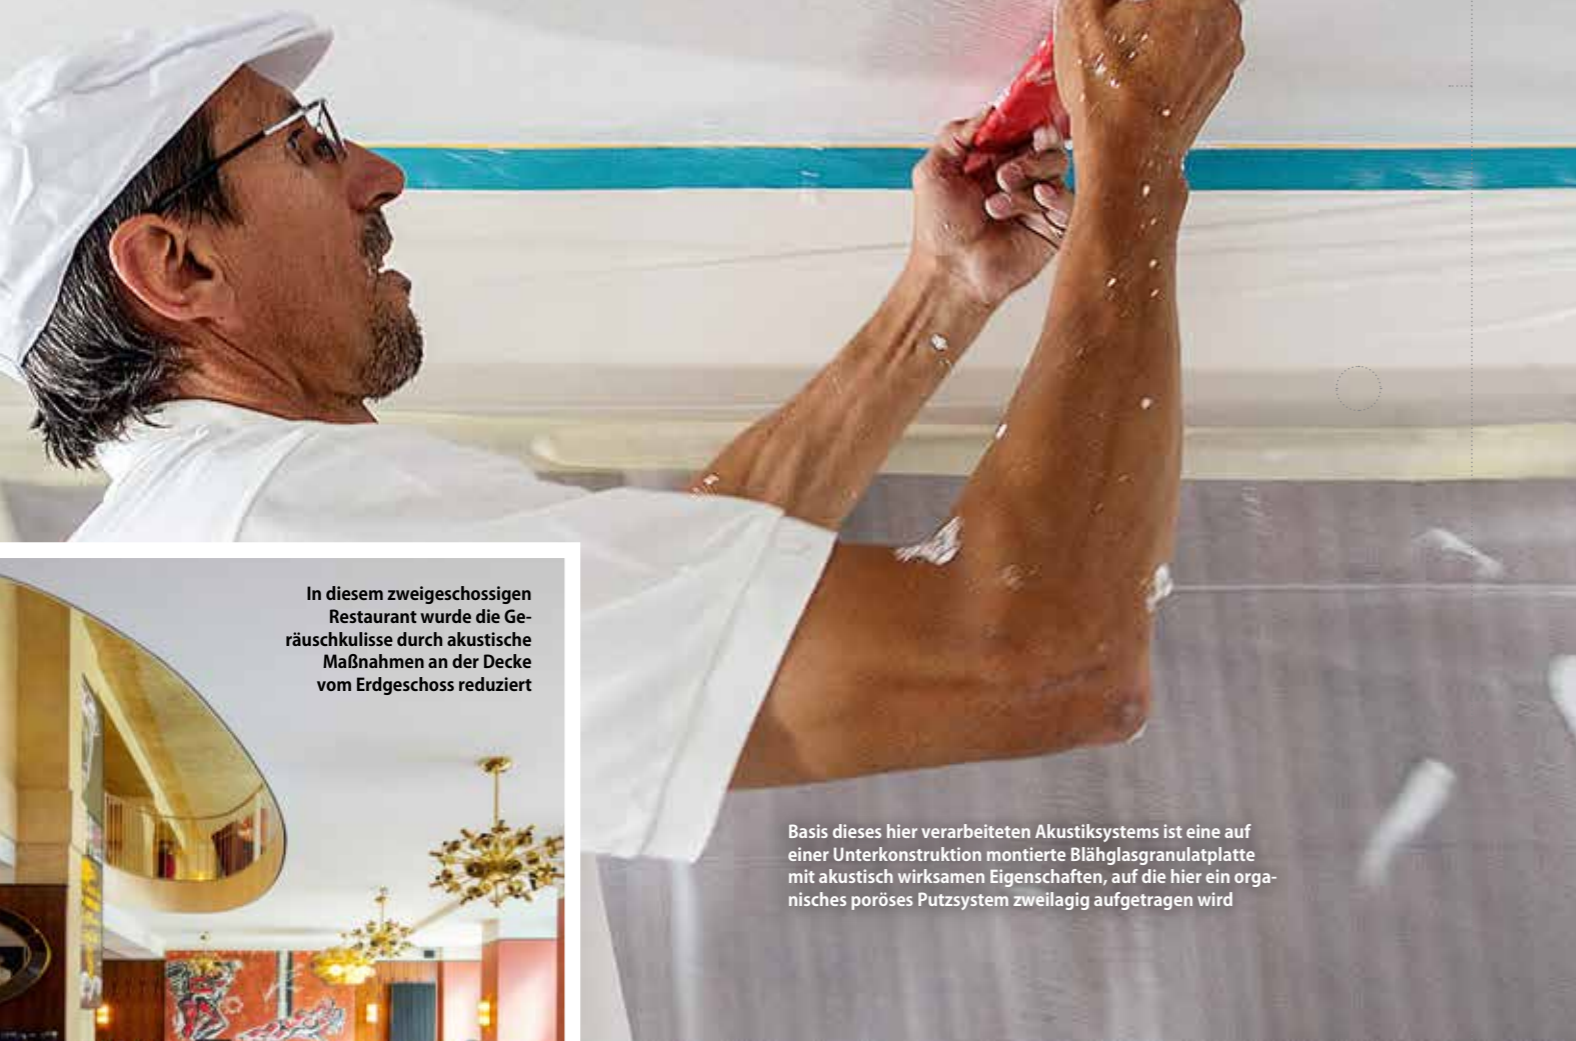 In diesem zweigeschossigen
Restaurant wurde die Ge-
räuschkulisse durch akustische
Maßnahmen an der Decke
vom Erdgeschoss reduziert
Basis dieses hier verarbeiteten Akustiksystems ist eine auf
einer Unterkonstruktion montierte Blähglasgranulatplatte
mit akustisch wirksamen Eigenschaften, auf die hier ein orga-
nisches poröses Putzsystem zweilagig aufgetragen wird